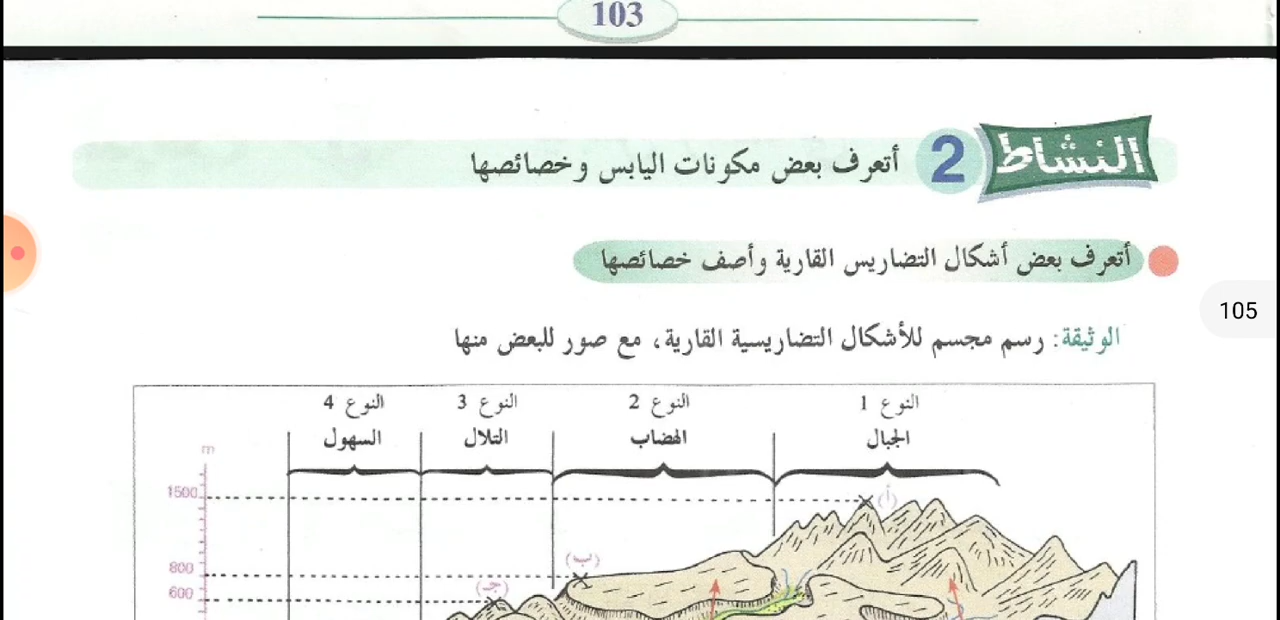 103
النشاط 2 أتعرف بعض مكونات اليابس وخصائصها
أتعرف بعض أشكال التضاريس القارية وأصف خصائصها
105
الوثيقة: رسم مجسم للأشكال التضاريسية القارية، مع صور للبعض منها
النوع 1 النوع 2 النوع 3 النوع 4
الجبال الهضاب التلال السهول
m
1500
(أ)
(ب)
800
(جـ)
600